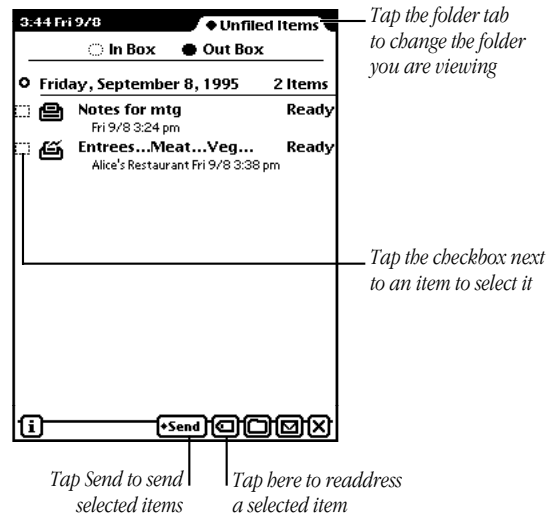 3:44 Fri 9/8
◆ Unfiled Items
Tap the folder tab
to change the folder
you are viewing
In Box
Out Box
Friday, September 8, 1995 2 Items
Notes for mtg Ready
Fri 9/8 3:24 pm
Entrees...Meat...Veg... Ready
Alice's Restaurant Fri 9/8 3:38 pm
Tap the checkbox next
to an item to select it
i
◆Send
X
Tap Send to send
selected items
Tap here to readdress
a selected item